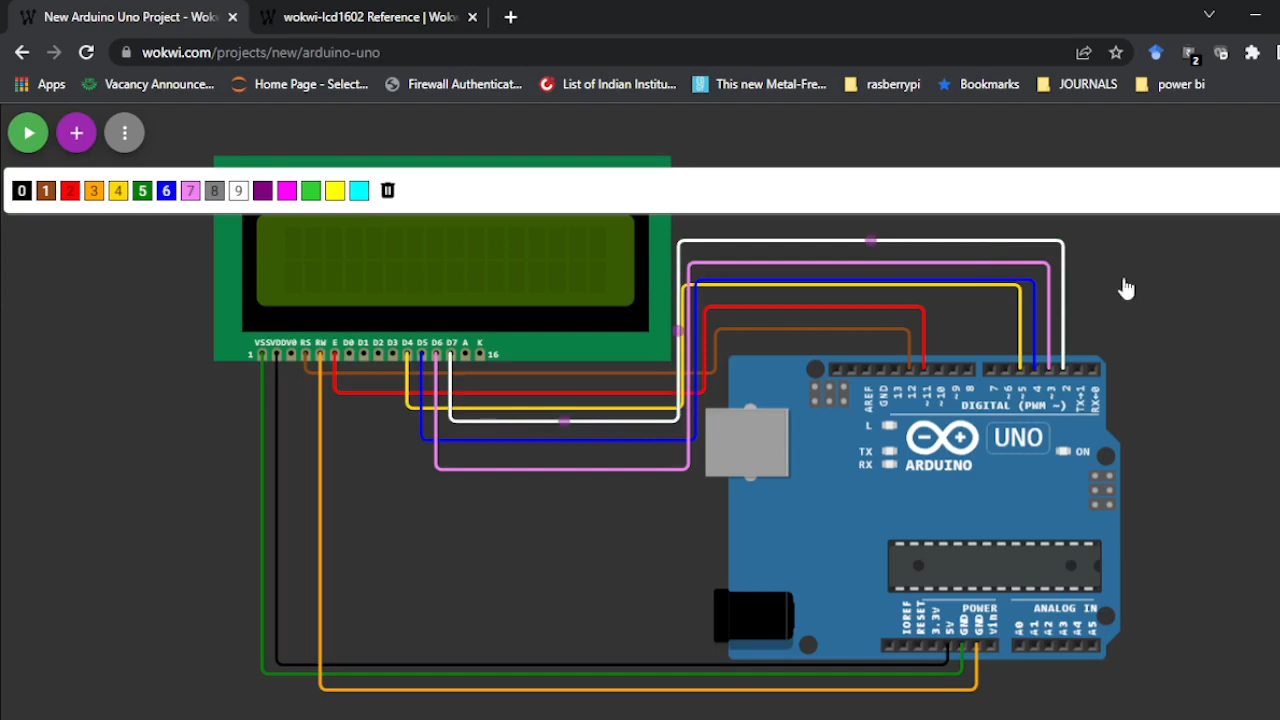 New Arduino Uno Project - Wok
wokwi-lcd1602 Reference | Wokw
wokwi.com/projects/new/arduino-uno
2
Apps Vacancy Announce... Home Page - Select... Firewall Authenticat... List of Indian Institu... This new Metal-Fre... rasberrypi Bookmarks JOURNALS power bi
0 1 2 3 4 5 6 7 8 9
1 VSS VDD V0 RS RW E D0 D1 D2 D3 D4 D5 D6 D7 A K 16
AREF GND 13 12 ~11 ~10 ~9 8 7 ~6 ~5 4 ~3 2 TX→1 RX←0
DIGITAL (PWM ~)
L
TX
RX
UNO
ARDUINO
ON
IOREF RESET 3.3V 5V GND GND Vin A0 A1 A2 A3 A4 A5
POWER
ANALOG IN